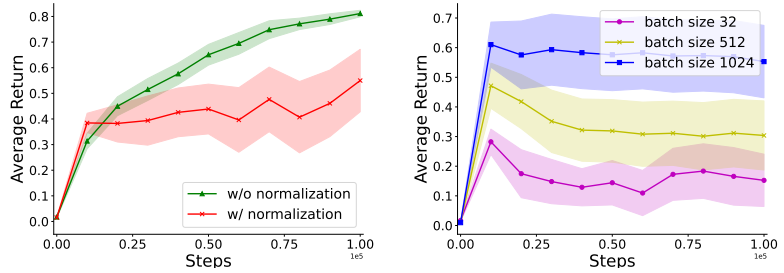 Average Return
0.8
0.7
0.6
0.5
0.4
0.3
0.2
0.1
0.0
w/o normalization
w/ normalization
0.00
0.25
0.50
0.75
1.00
1e5
Steps
Average Return
0.7
0.6
0.5
0.4
0.3
0.2
0.1
0.0
batch size 32
batch size 512
batch size 1024
0.00
0.25
0.50
0.75
1.00
1e5
Steps